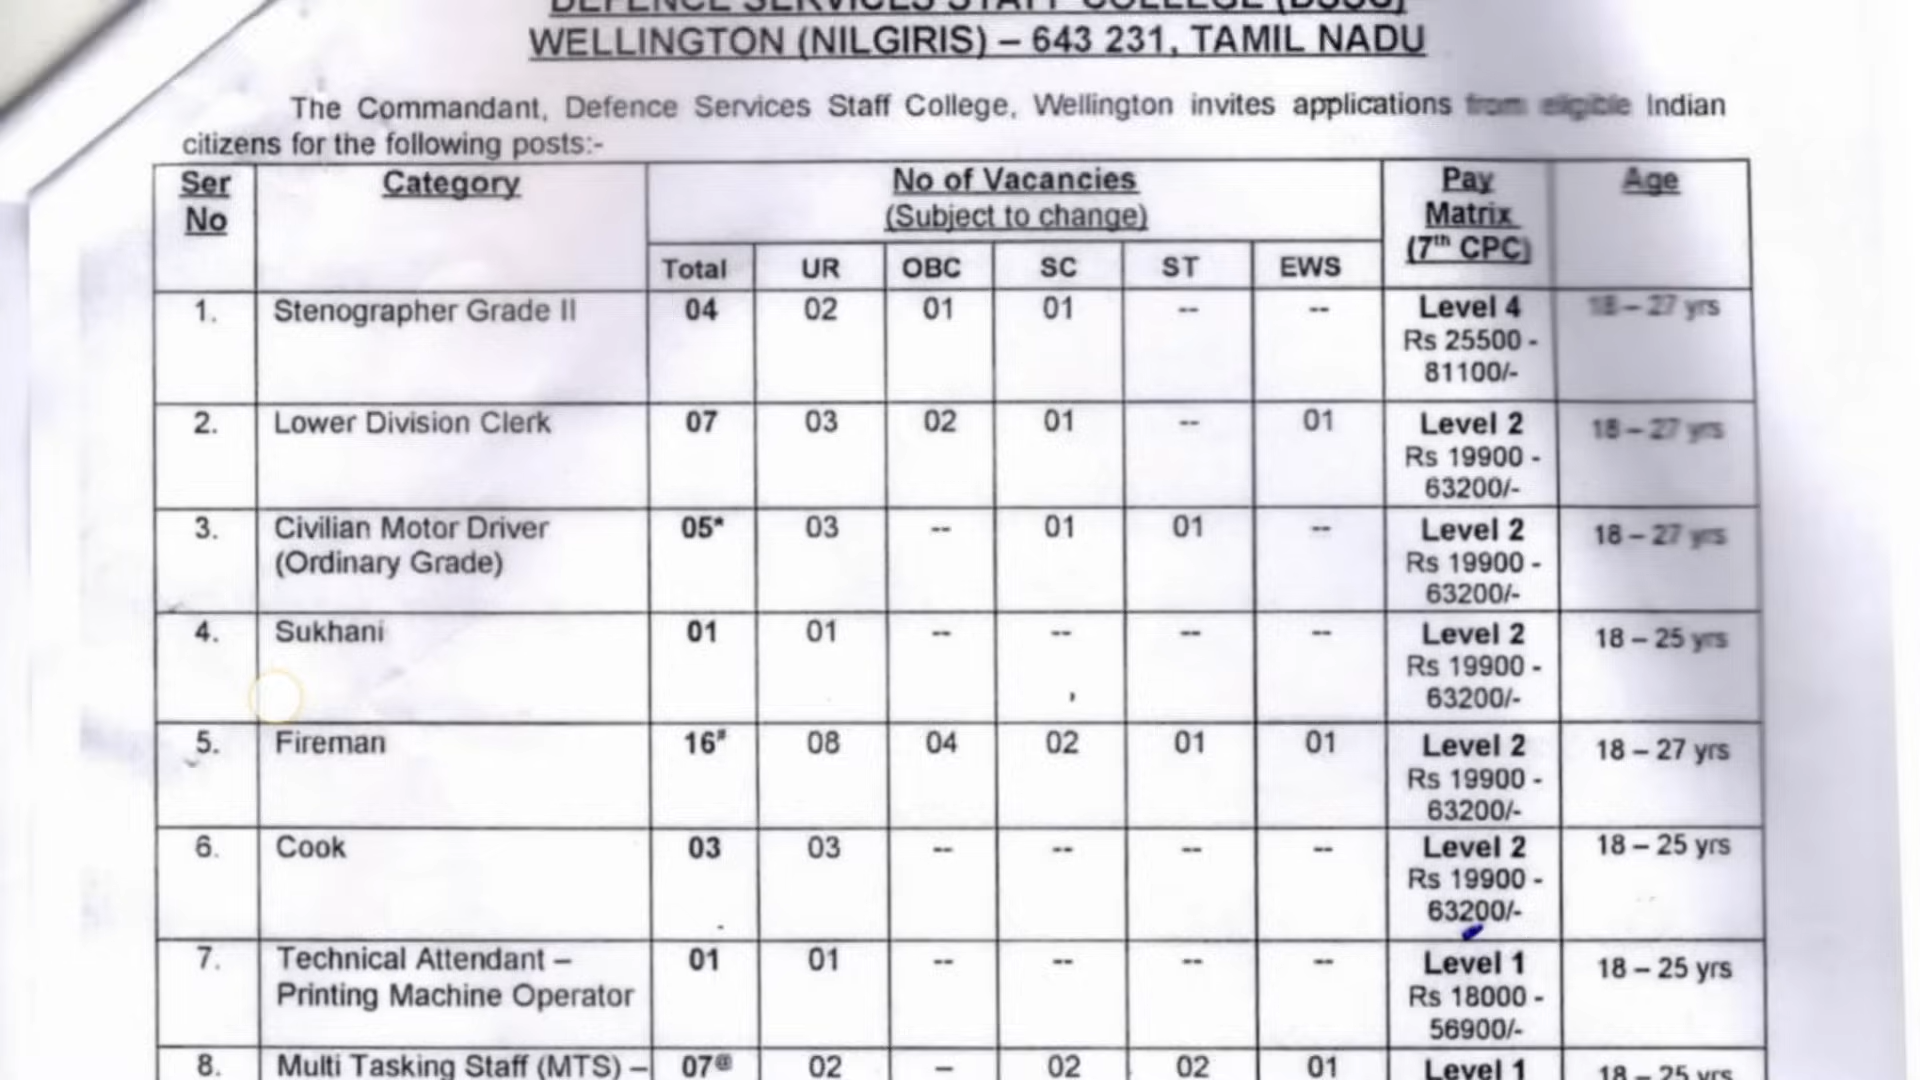 DEFENCE SERVICES STAFF COLLEGE (DSSC)
WELLINGTON (NILGIRIS) – 643 231, TAMIL NADU
The Commandant, Defence Services Staff College, Wellington invites applications from eligible Indian
citizens for the following posts:-
Ser No Category No of Vacancies (Subject to change) Pay Matrix (7th CPC) Age
Total UR OBC SC ST EWS
1. Stenographer Grade II 04 02 01 01 -- -- Level 4 18 – 27 yrs
Rs 25500 -
81100/-
2. Lower Division Clerk 07 03 02 01 -- 01 Level 2 18 – 27 yrs
Rs 19900 -
63200/-
3. Civilian Motor Driver 05* 03 -- 01 01 -- Level 2 18 – 27 yrs
(Ordinary Grade) Rs 19900 -
63200/-
4. Sukhani 01 01 -- -- -- -- Level 2 18 – 25 yrs
Rs 19900 -
63200/-
5. Fireman 16# 08 04 02 01 01 Level 2 18 – 27 yrs
Rs 19900 -
63200/-
6. Cook 03 03 -- -- -- -- Level 2 18 – 25 yrs
Rs 19900 -
63200/-
7. Technical Attendant – 01 01 -- -- -- -- Level 1 18 – 25 yrs
Printing Machine Operator Rs 18000 -
56900/-
8. Multi Tasking Staff (MTS) – 07@ 02 – 02 02 01 Level 1 18 – 25 yrs